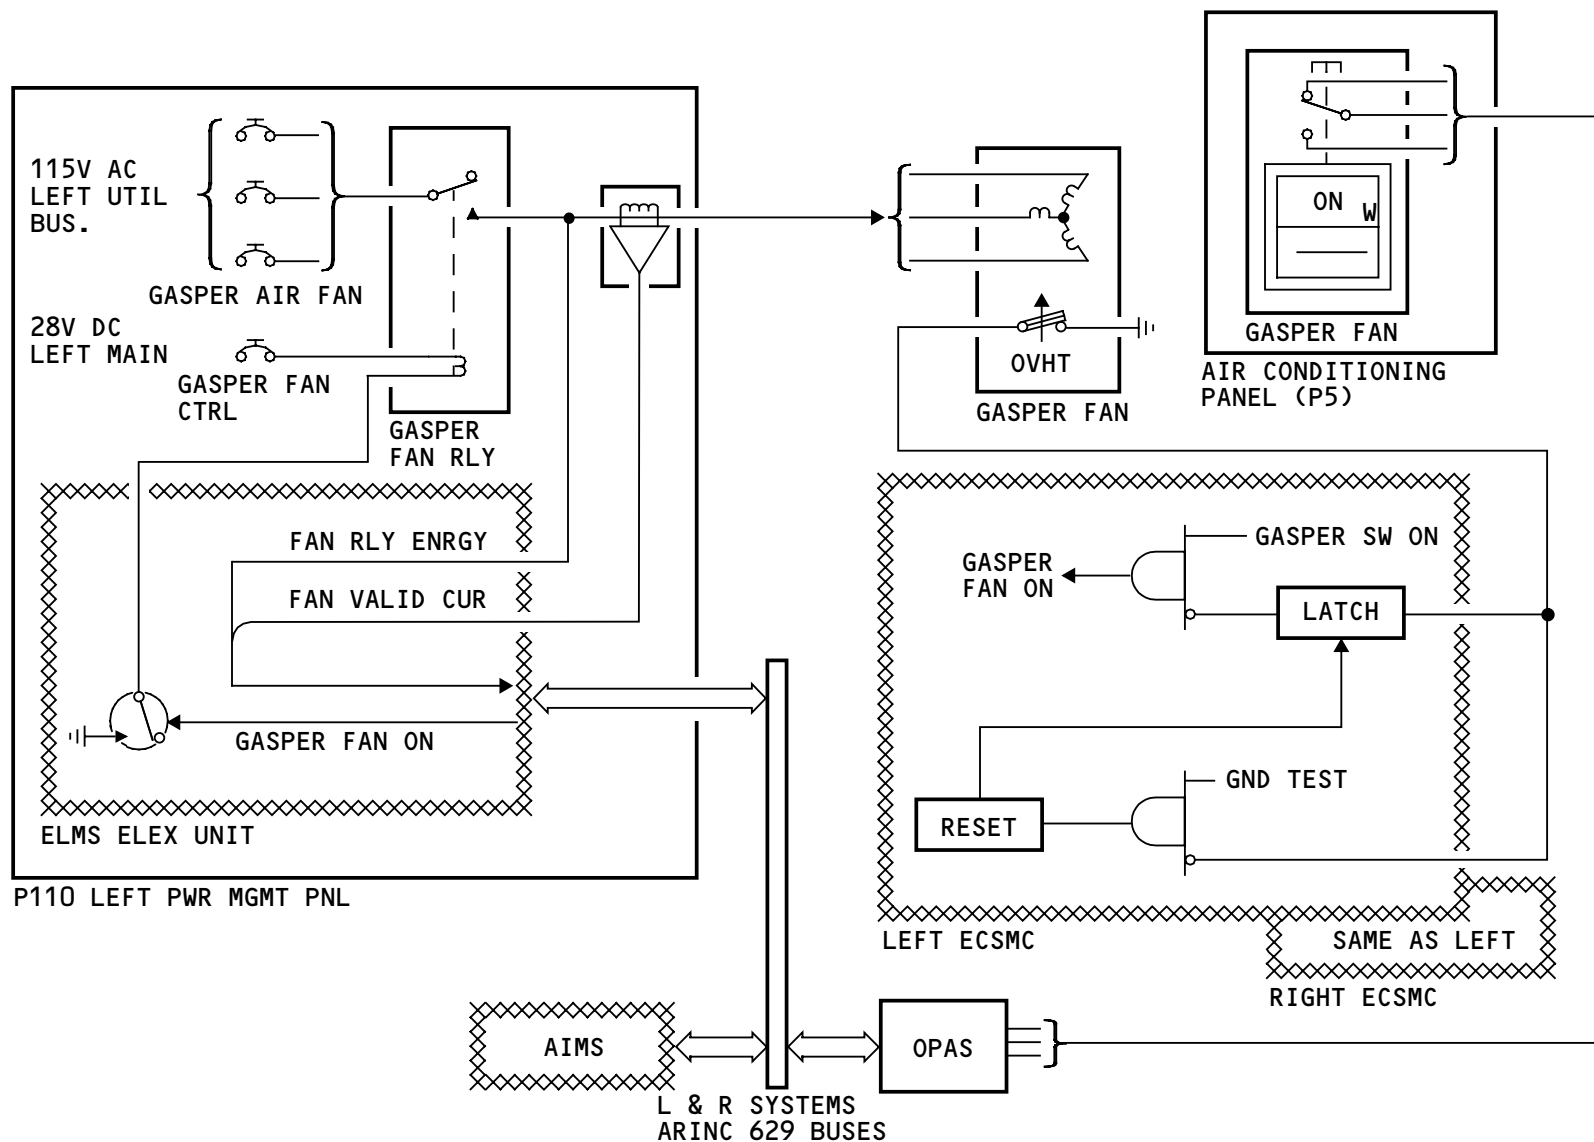 115V AC
LEFT UTIL
BUS.
GASPER AIR FAN
28V DC
LEFT MAIN
GASPER FAN
CTRL
GASPER
FAN RLY
FAN RLY ENRGY
FAN VALID CUR
GASPER FAN ON
ELMS ELEX UNIT
P110 LEFT PWR MGMT PNL
OVHT
GASPER FAN
ON
W
GASPER FAN
AIR CONDITIONING
PANEL (P5)
GASPER SW ON
GASPER
FAN ON
LATCH
GND TEST
RESET
LEFT ECSMC
SAME AS LEFT
RIGHT ECSMC
AIMS
OPAS
L & R SYSTEMS
ARINC 629 BUSES